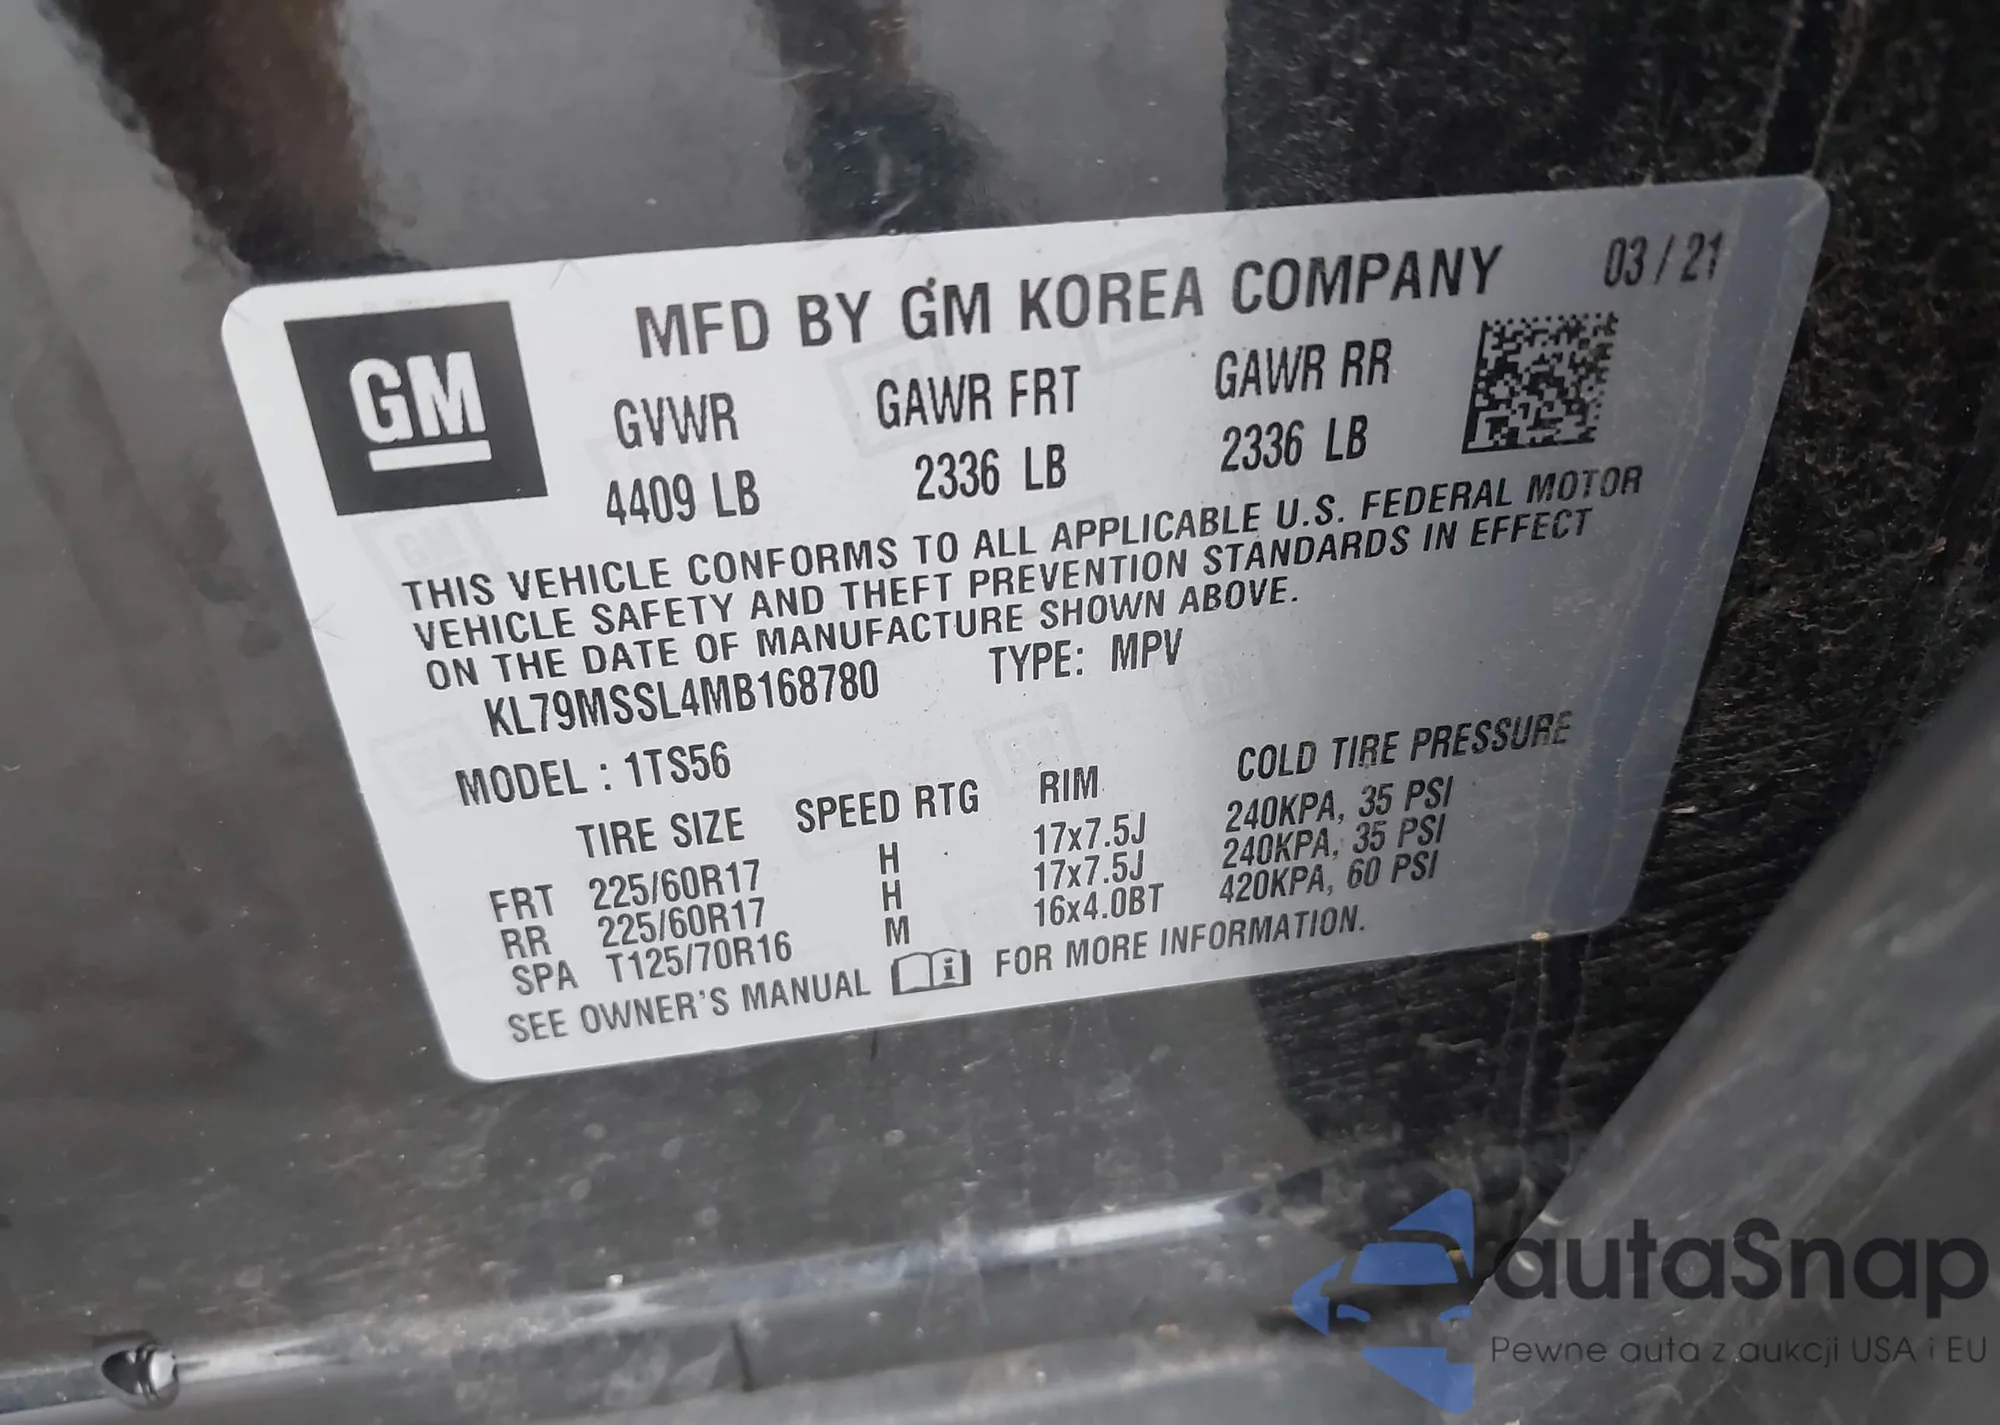 MFD BY GM KOREA COMPANY 03 / 21
GM
GVWR GAWR FRT GAWR RR
4409 LB 2336 LB 2336 LB
THIS VEHICLE CONFORMS TO ALL APPLICABLE U.S. FEDERAL MOTOR
VEHICLE SAFETY AND THEFT PREVENTION STANDARDS IN EFFECT
ON THE DATE OF MANUFACTURE SHOWN ABOVE.
KL79MSSL4MB168780 TYPE: MPV
MODEL : 1TS56
TIRE SIZE SPEED RTG RIM COLD TIRE PRESSURE
FRT 225/60R17 H 17x7.5J 240KPA, 35 PSI
RR 225/60R17 H 17x7.5J 240KPA, 35 PSI
SPA T125/70R16 M 16x4.0BT 420KPA, 60 PSI
SEE OWNER'S MANUAL i FOR MORE INFORMATION.
autaSnap
Pewne auta z aukcji USA i EU